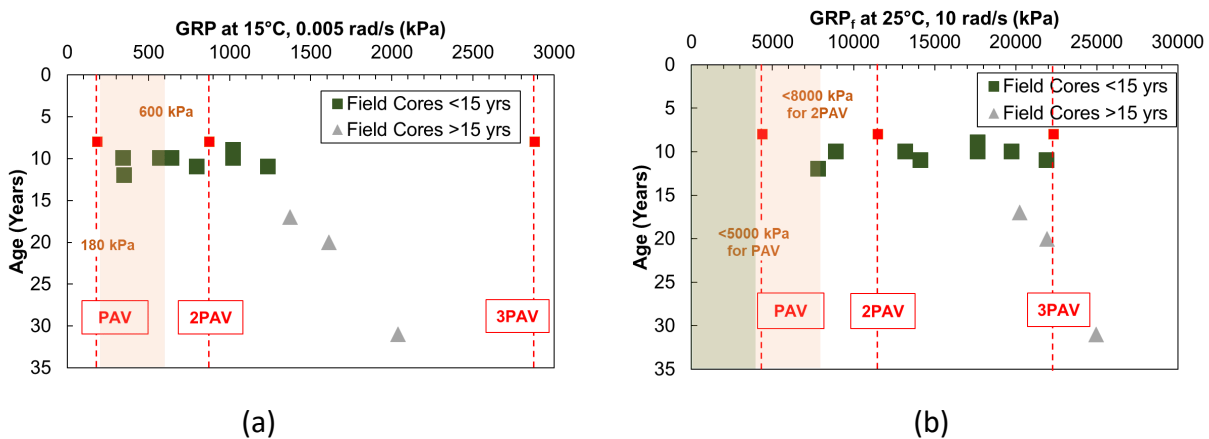 GRP at 15°C, 0.005 rad/s (kPa)
0 500 1000 1500 2000 2500 3000
0
5
10
15
20
25
30
35
Age (Years)
Field Cores <15 yrs
Field Cores >15 yrs
600 kPa
180 kPa
PAV
2PAV
3PAV
(a)
GRPf at 25°C, 10 rad/s (kPa)
0 5000 10000 15000 20000 25000 30000
0
5
10
15
20
25
30
35
Age (Years)
Field Cores <15 yrs
Field Cores >15 yrs
<8000 kPa
for 2PAV
<5000 kPa
for PAV
PAV
2PAV
3PAV
(b)